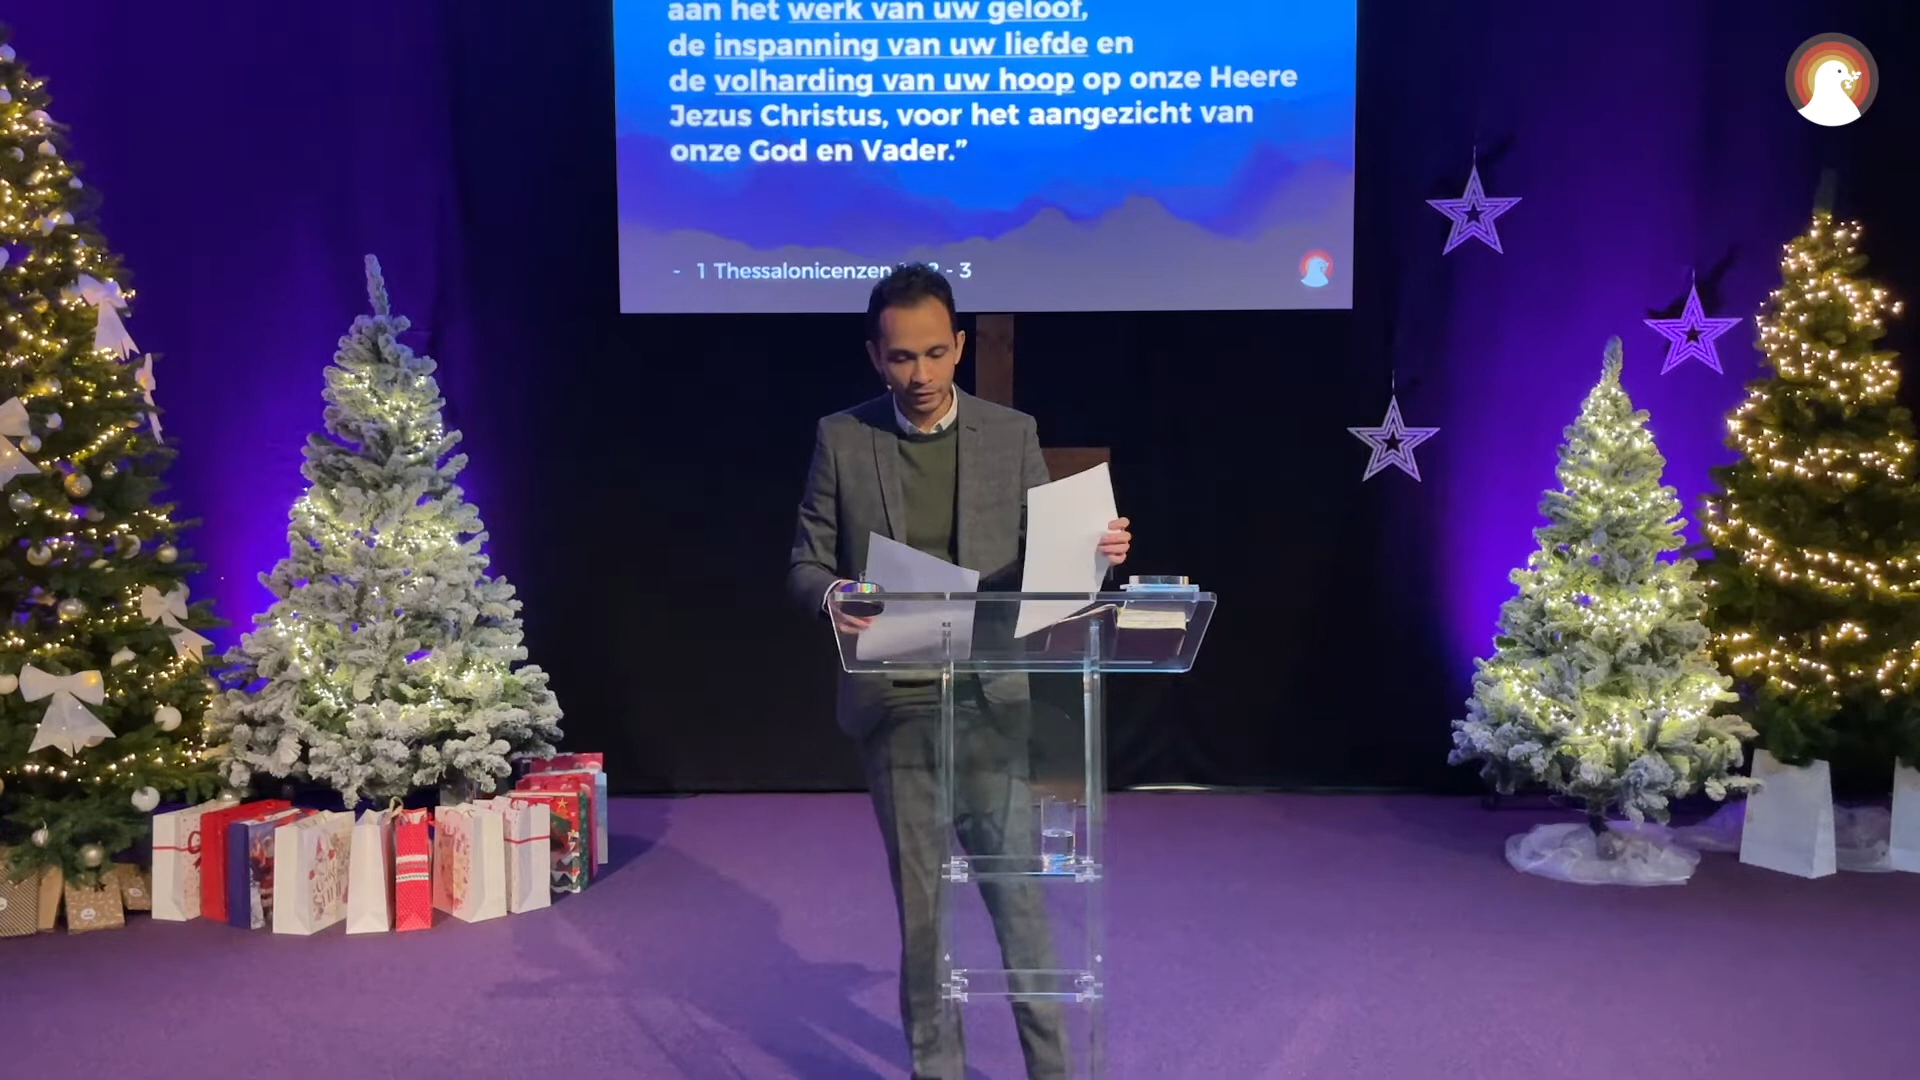 aan het werk van uw geloof,
de inspanning van uw liefde en
de volharding van uw hoop op onze Heere
Jezus Christus, voor het aangezicht van
onze God en Vader.”
- 1 Thessalonicenzen - 3